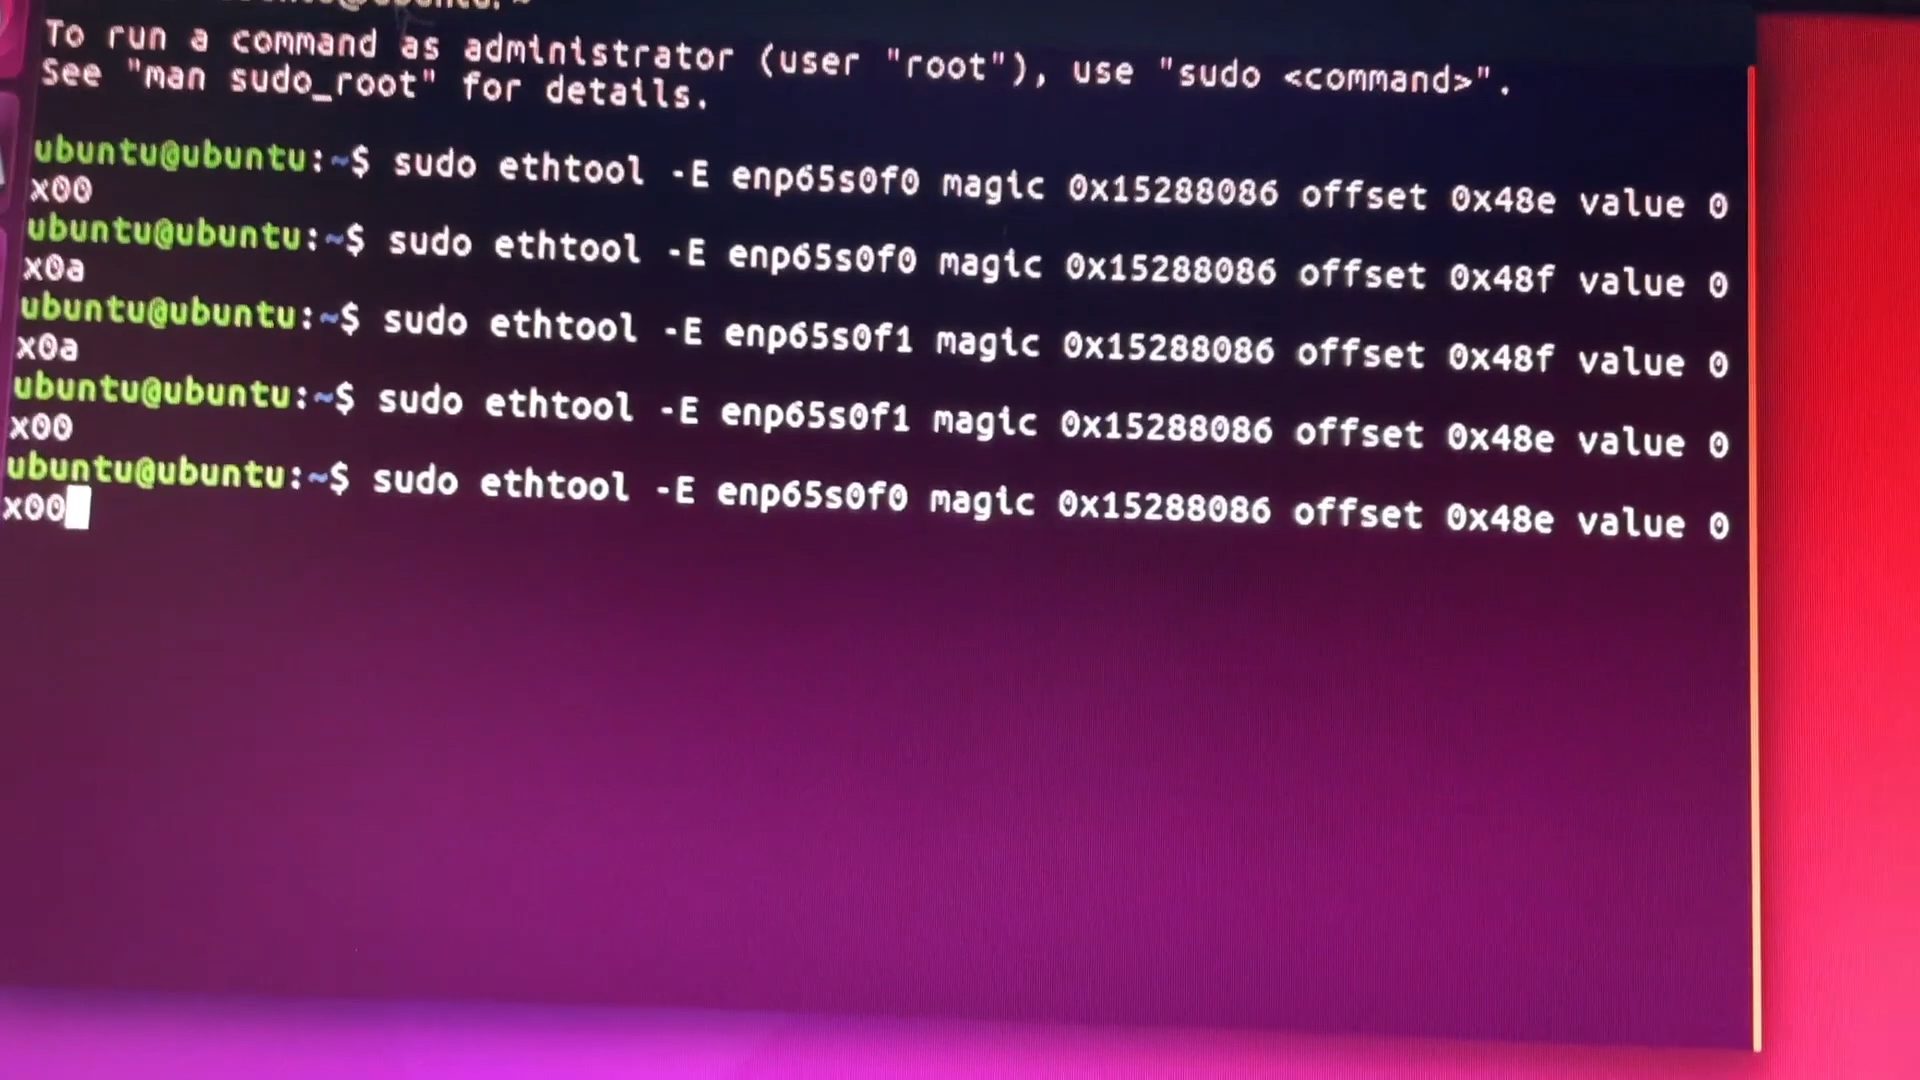 To run a command as administrator (user "root"), use "sudo <command>".
See "man sudo_root" for details.
ubuntu@ubuntu:~$ sudo ethtool -E enp65s0f0 magic 0x15288086 offset 0x48e value 0
x00
ubuntu@ubuntu:~$ sudo ethtool -E enp65s0f0 magic 0x15288086 offset 0x48f value 0
x0a
ubuntu@ubuntu:~$ sudo ethtool -E enp65s0f1 magic 0x15288086 offset 0x48f value 0
x0a
ubuntu@ubuntu:~$ sudo ethtool -E enp65s0f1 magic 0x15288086 offset 0x48e value 0
x00
ubuntu@ubuntu:~$ sudo ethtool -E enp65s0f0 magic 0x15288086 offset 0x48e value 0
x00